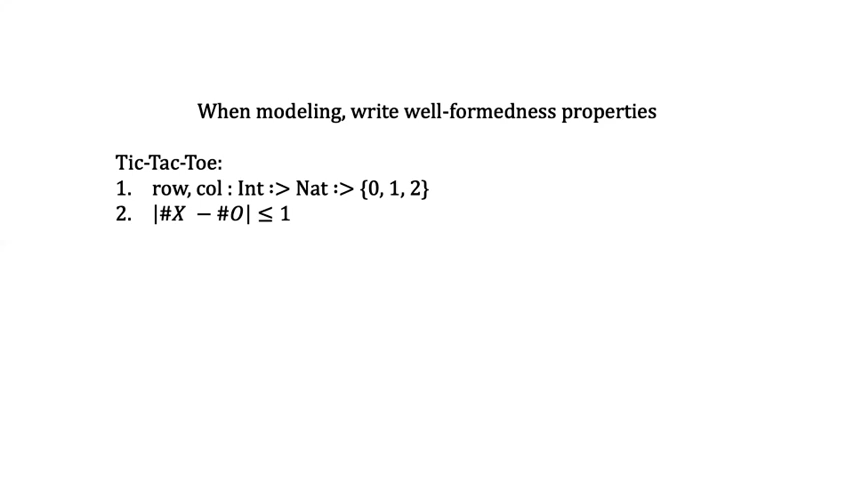 When modeling, write well-formedness properties
Tic-Tac-Toe:
1. row, col : Int :> Nat :> {0, 1, 2}
2. |#X − #O| ≤ 1